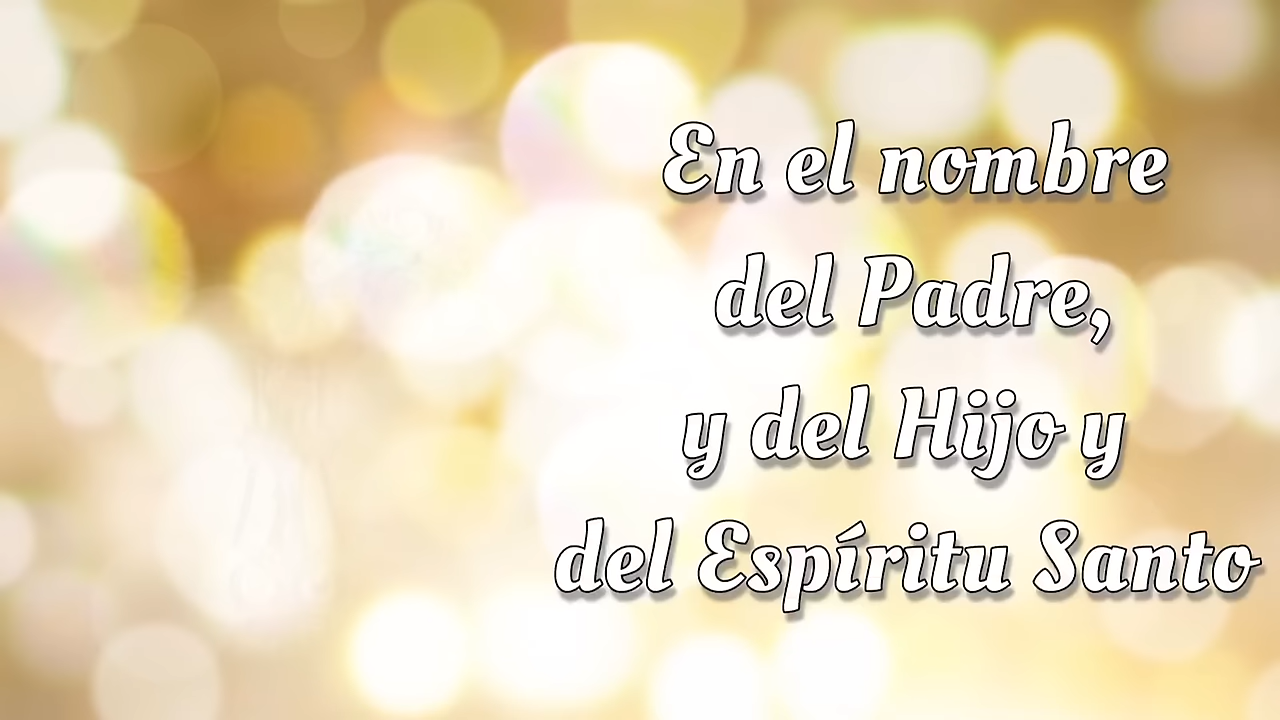 En el nombre
del Padre,
y del Hijo y
del Espíritu Santo